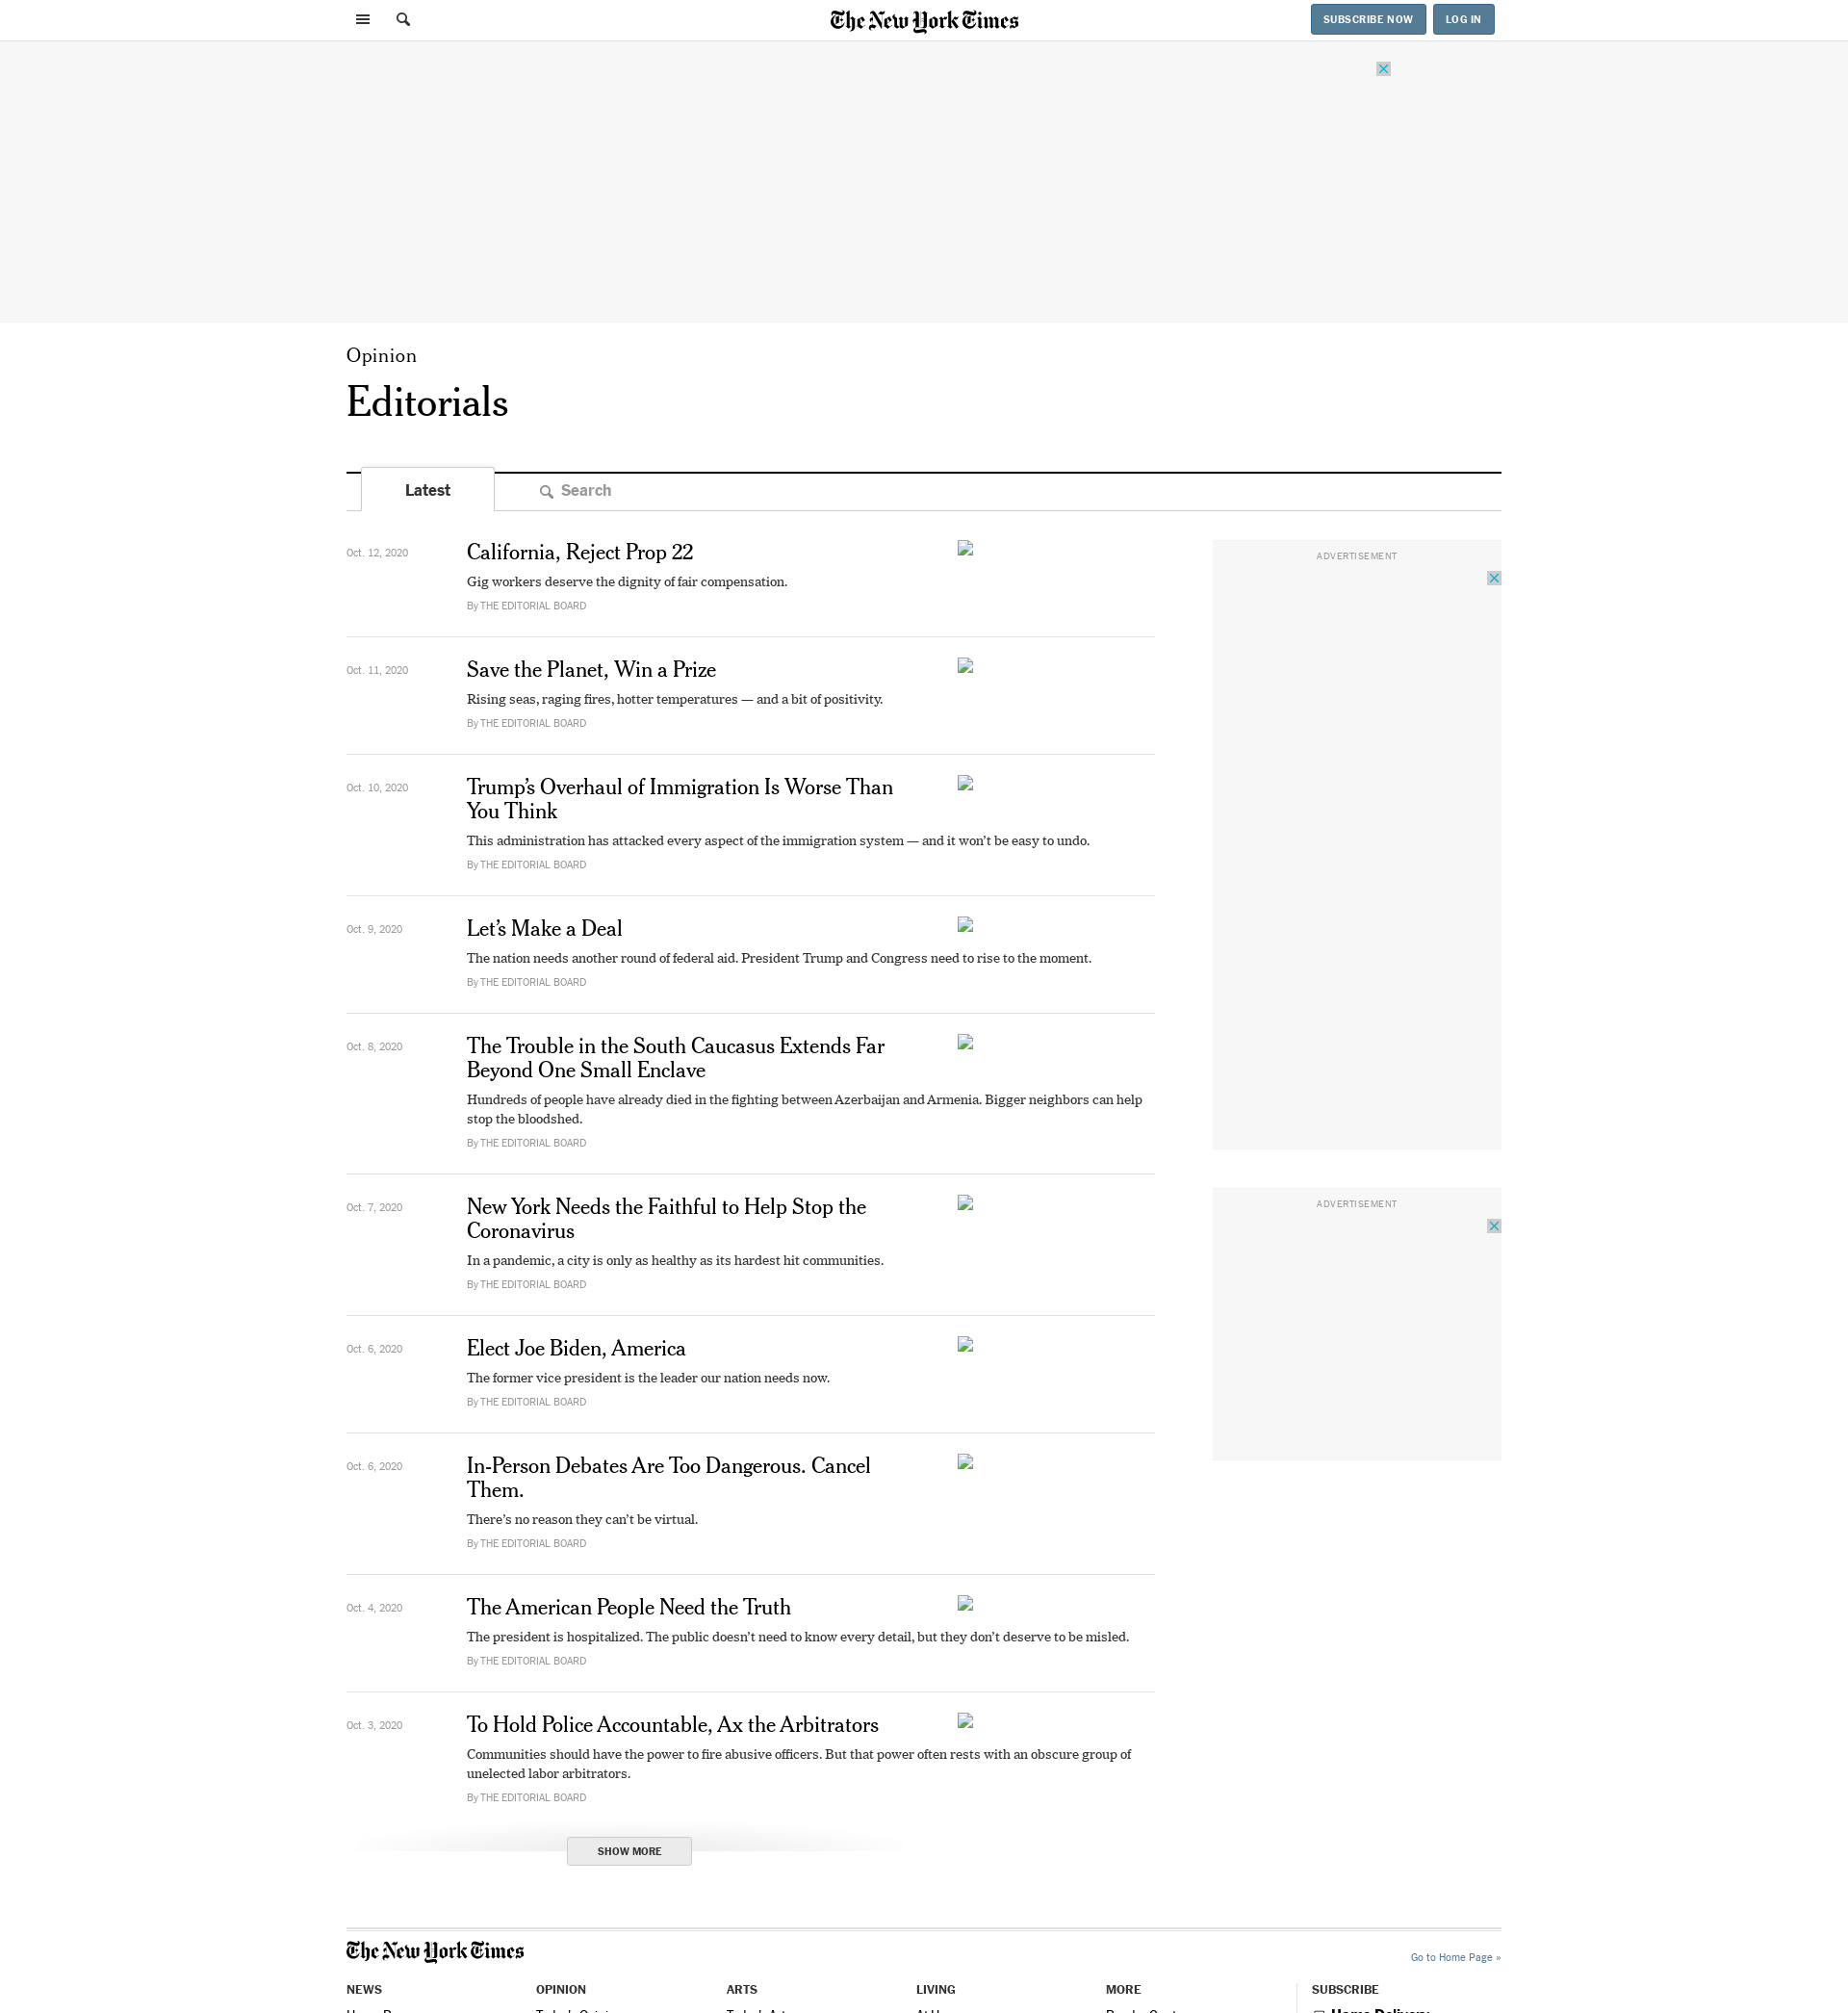 The New York Times
SUBSCRIBE NOW
LOG IN
Opinion
Editorials
Latest
Search
Oct. 12, 2020
California, Reject Prop 22
Gig workers deserve the dignity of fair compensation.
By THE EDITORIAL BOARD
ADVERTISEMENT
Oct. 11, 2020
Save the Planet, Win a Prize
Rising seas, raging fires, hotter temperatures — and a bit of positivity.
By THE EDITORIAL BOARD
Oct. 10, 2020
Trump’s Overhaul of Immigration Is Worse Than
You Think
This administration has attacked every aspect of the immigration system — and it won’t be easy to undo.
By THE EDITORIAL BOARD
Oct. 9, 2020
Let’s Make a Deal
The nation needs another round of federal aid. President Trump and Congress need to rise to the moment.
By THE EDITORIAL BOARD
Oct. 8, 2020
The Trouble in the South Caucasus Extends Far
Beyond One Small Enclave
Hundreds of people have already died in the fighting between Azerbaijan and Armenia. Bigger neighbors can help
stop the bloodshed.
By THE EDITORIAL BOARD
ADVERTISEMENT
Oct. 7, 2020
New York Needs the Faithful to Help Stop the
Coronavirus
In a pandemic, a city is only as healthy as its hardest hit communities.
By THE EDITORIAL BOARD
Oct. 6, 2020
Elect Joe Biden, America
The former vice president is the leader our nation needs now.
By THE EDITORIAL BOARD
Oct. 6, 2020
In-Person Debates Are Too Dangerous. Cancel
Them.
There’s no reason they can’t be virtual.
By THE EDITORIAL BOARD
Oct. 4, 2020
The American People Need the Truth
The president is hospitalized. The public doesn’t need to know every detail, but they don’t deserve to be misled.
By THE EDITORIAL BOARD
Oct. 3, 2020
To Hold Police Accountable, Ax the Arbitrators
Communities should have the power to fire abusive officers. But that power often rests with an obscure group of
unelected labor arbitrators.
By THE EDITORIAL BOARD
SHOW MORE
The New York Times
Go to Home Page »
NEWS
OPINION
ARTS
LIVING
MORE
SUBSCRIBE
Home Delivery